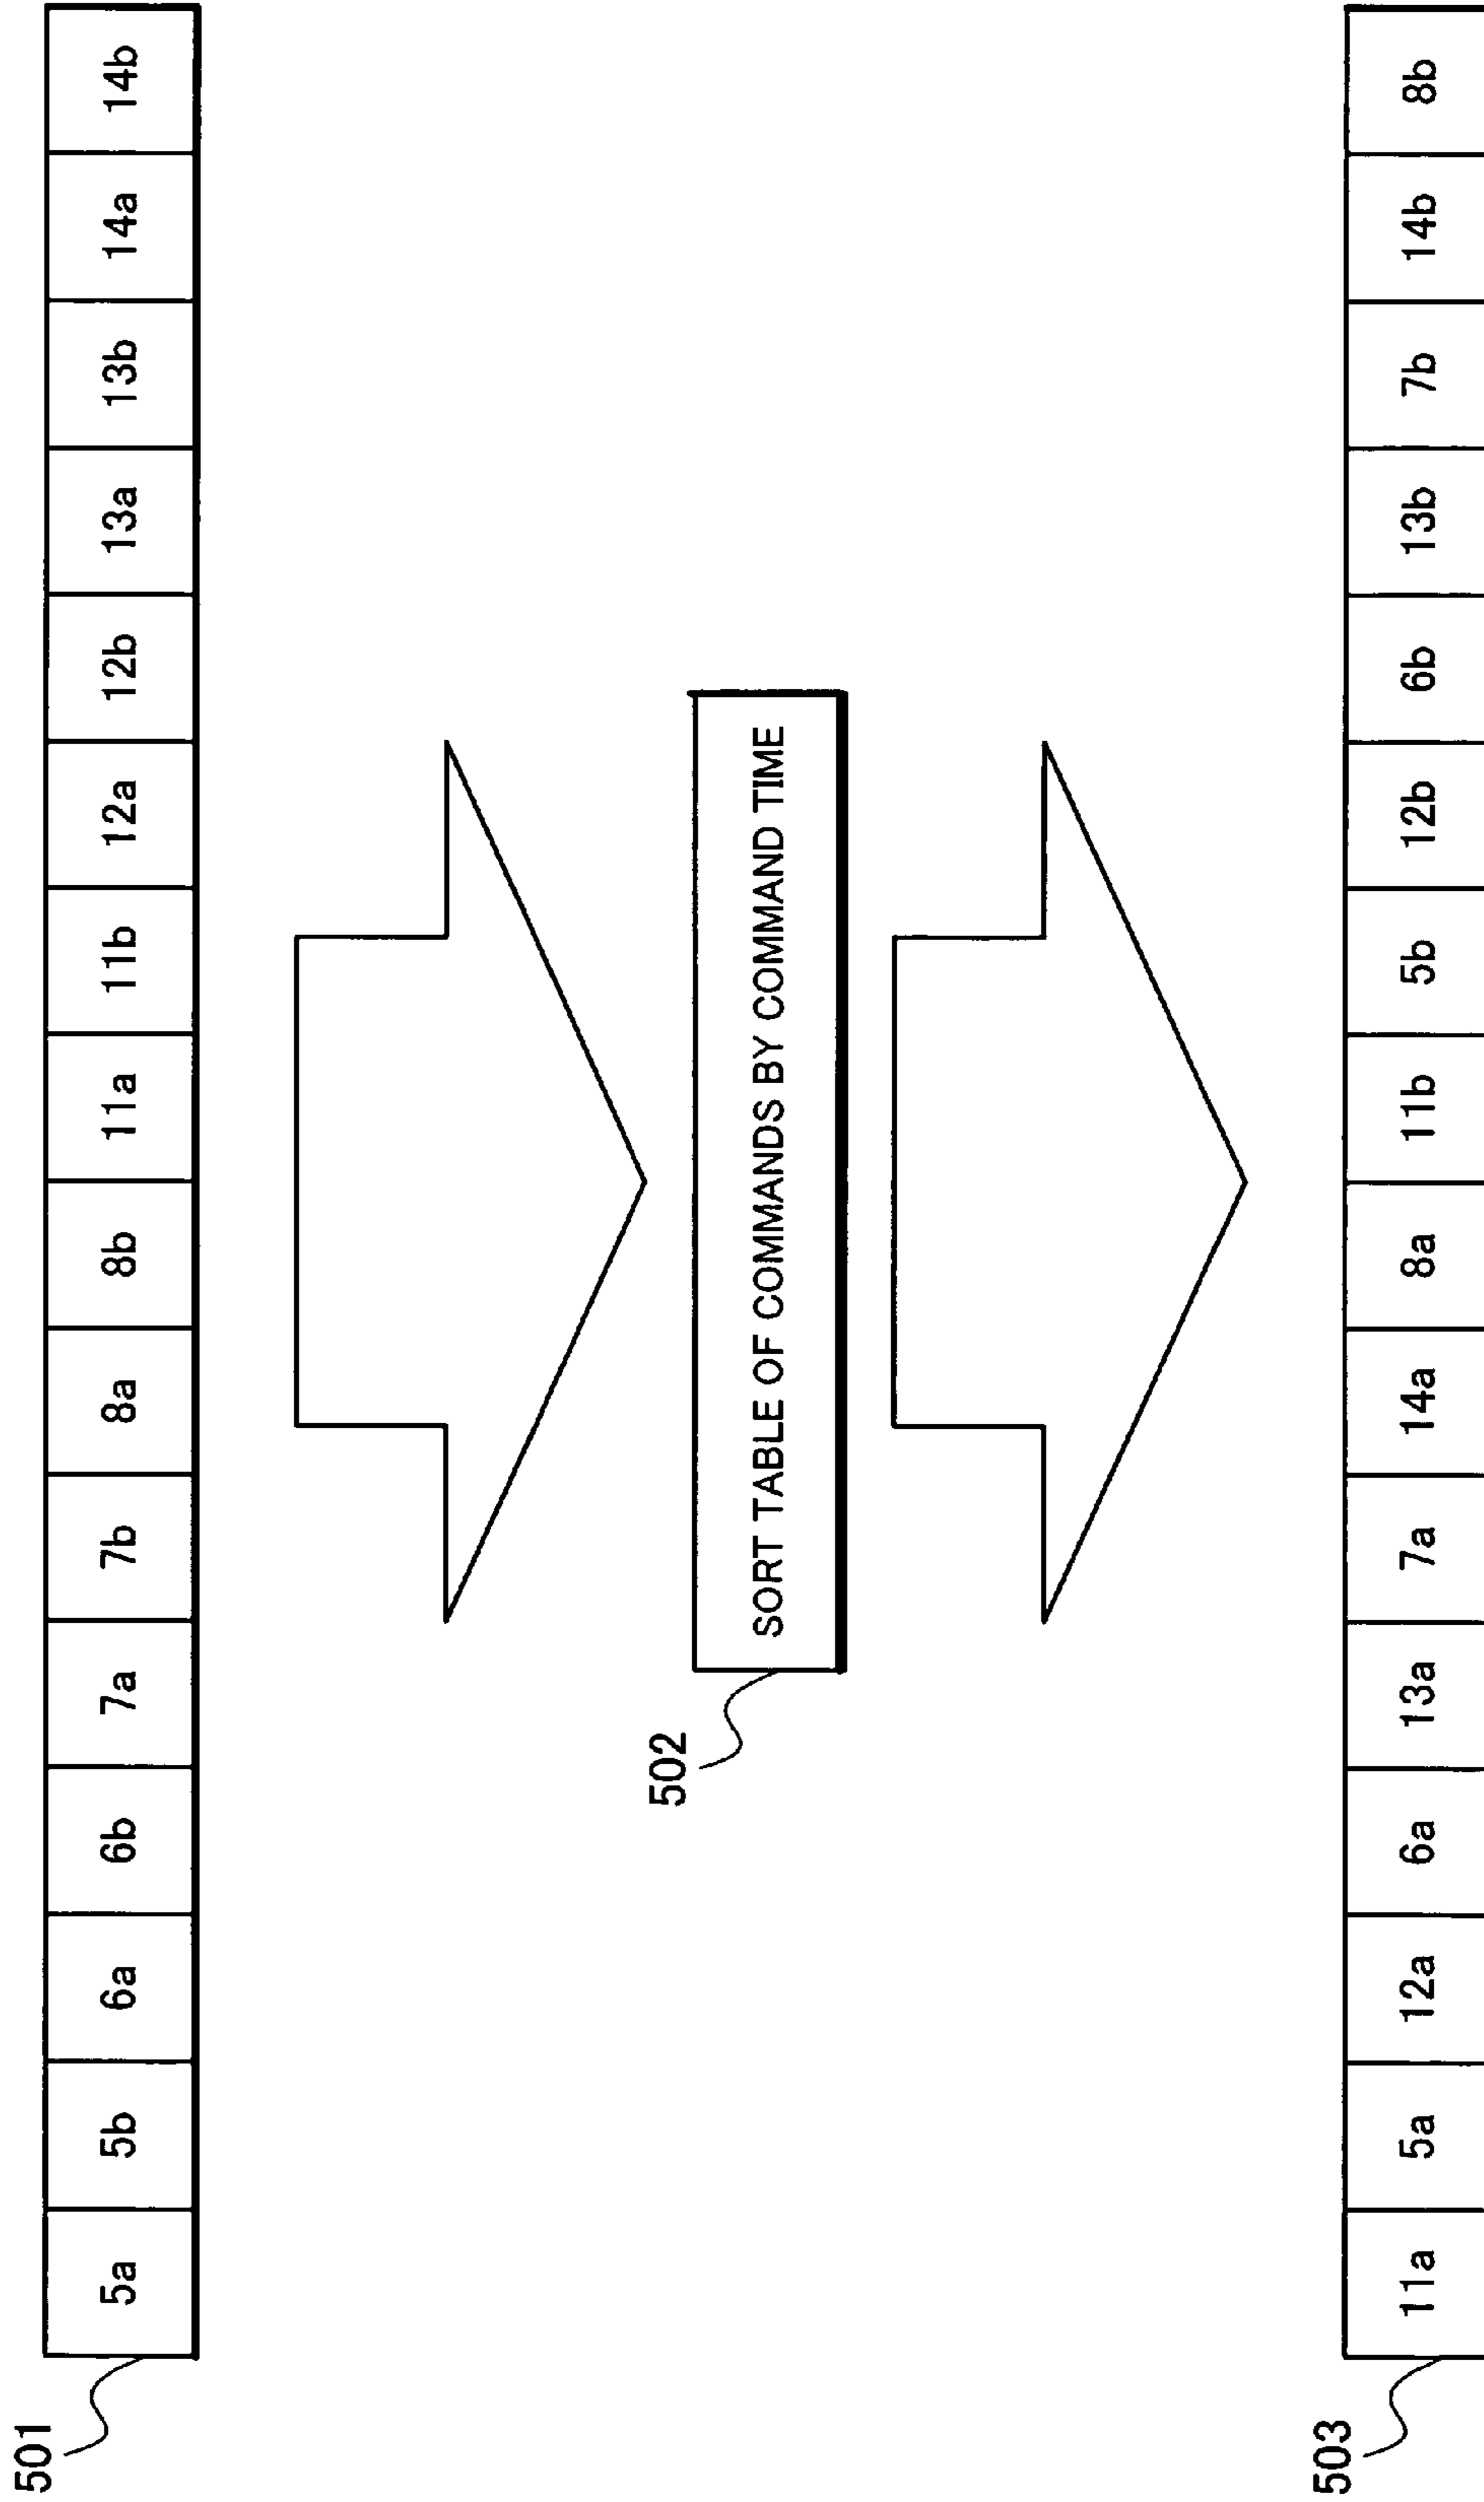 501
5a 5b 6a 6b 7a 7b 8a 8b 11a 11b 12a 12b 13a 13b 14a 14b
502
SORT TABLE OF COMMANDS BY COMMAND TIME
503
11a 5a 12a 6a 13a 7a 14a 8a 11b 5b 12b 6b 13b 7b 14b 8b